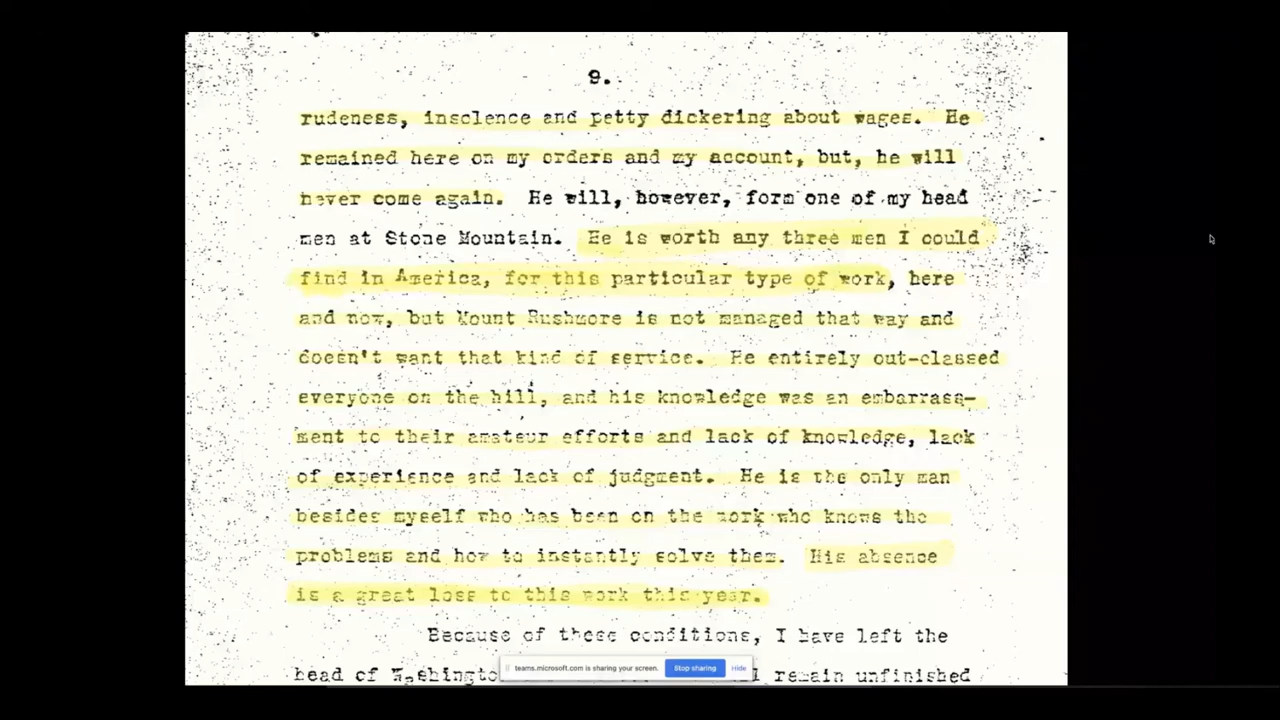 9.
rudeness, insolence and petty dickering about wages. He
remained here on my orders and my account, but, he will
never come again. He will, however, form one of my head
men at Stone Mountain. He is worth any three men I could
find in America, for this particular type of work, here
and now, but Mount Rushmore is not managed that way and
doesn't want that kind of service. He entirely out-classed
everyone on the hill, and his knowledge was an embarrass-
ment to their amateur efforts and lack of knowledge, lack
of experience and lack of judgment. He is the only man
besides myself who has been on the work who knows the
problems and how to instantly solve them. His absence
is a great loss to this work this year.
Because of these conditions, I have left the
head of remain unfinished
teams.microsoft.com is sharing your screen. Stop sharing Hide